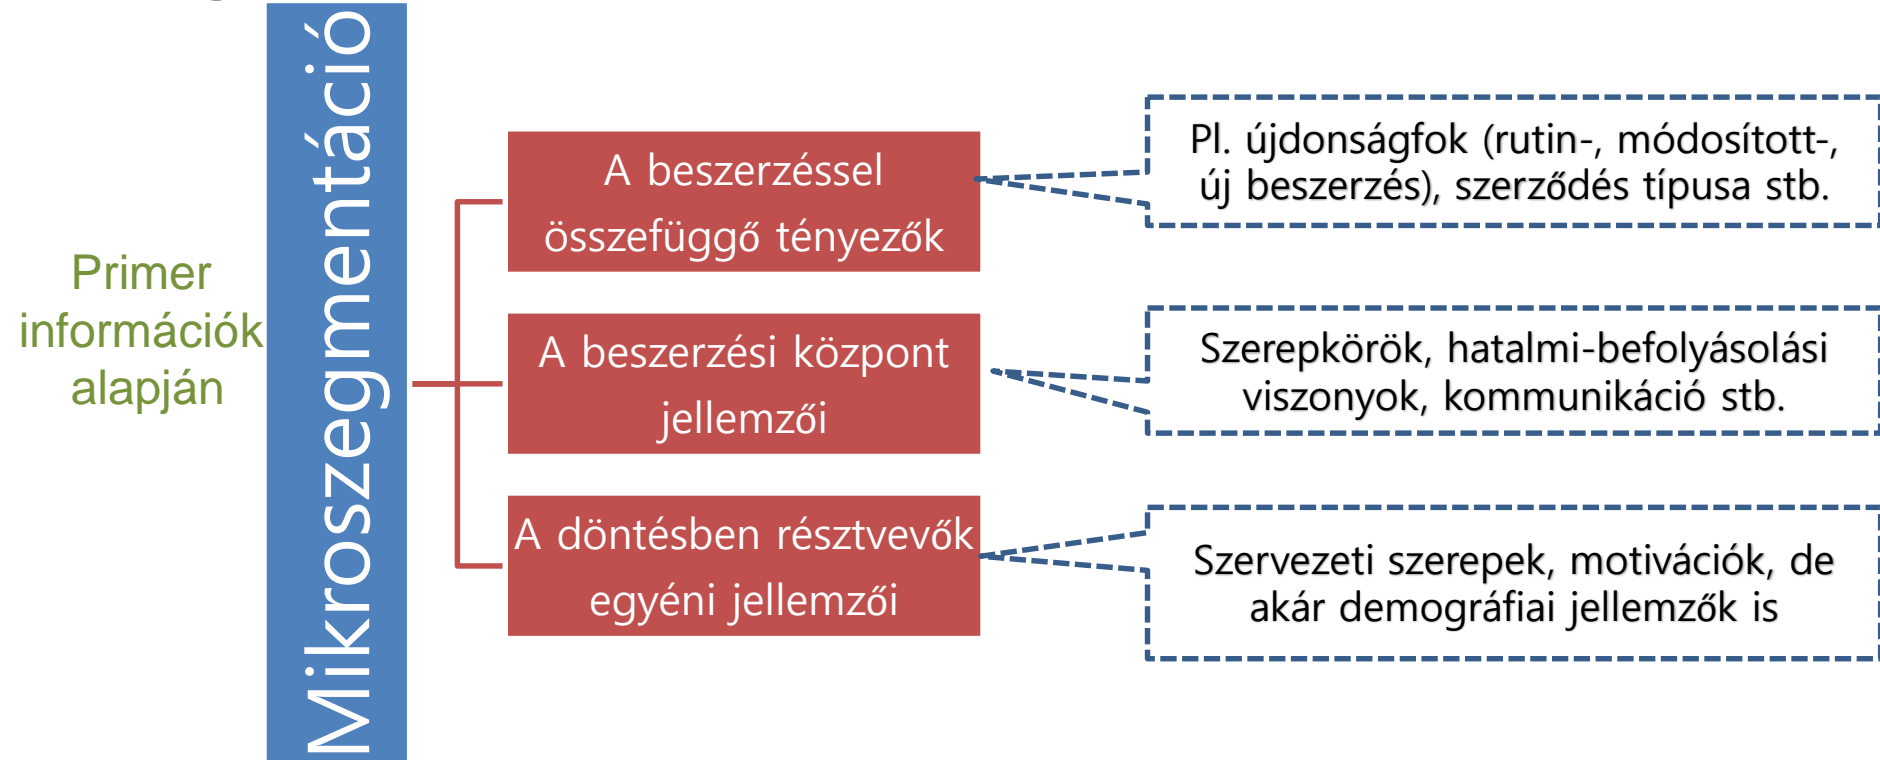 Primer
információk
alapján
Mikroszegmentáció
A beszerzéssel
összefüggő tényezők
Pl. újdonságfok (rutin-, módosított-,
új beszerzés), szerződés típusa stb.
A beszerzési központ
jellemzői
Szerepkörök, hatalmi-befolyásolási
viszonyok, kommunikáció stb.
A döntésben résztvevők
egyéni jellemzői
Szervezeti szerepek, motivációk, de
akár demográfiai jellemzők is